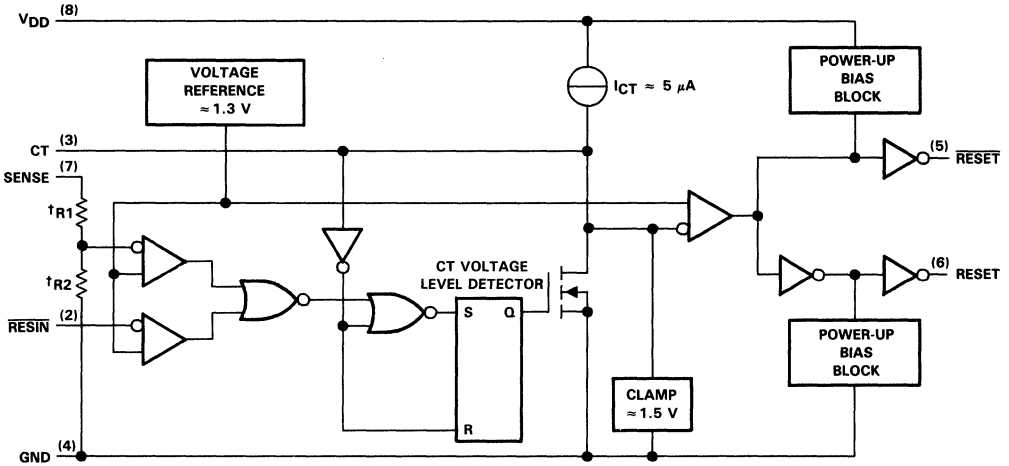 VDD (8)
VOLTAGE
REFERENCE
≈ 1.3 V
ICT ≈ 5 μA
POWER-UP
BIAS
BLOCK
CT (3)
(7)
SENSE
(5)
RESET
†R1
†R2
CT VOLTAGE
LEVEL DETECTOR
(6)
RESET
S Q
RESIN (2)
POWER-UP
BIAS
BLOCK
CLAMP
≈ 1.5 V
R
GND (4)